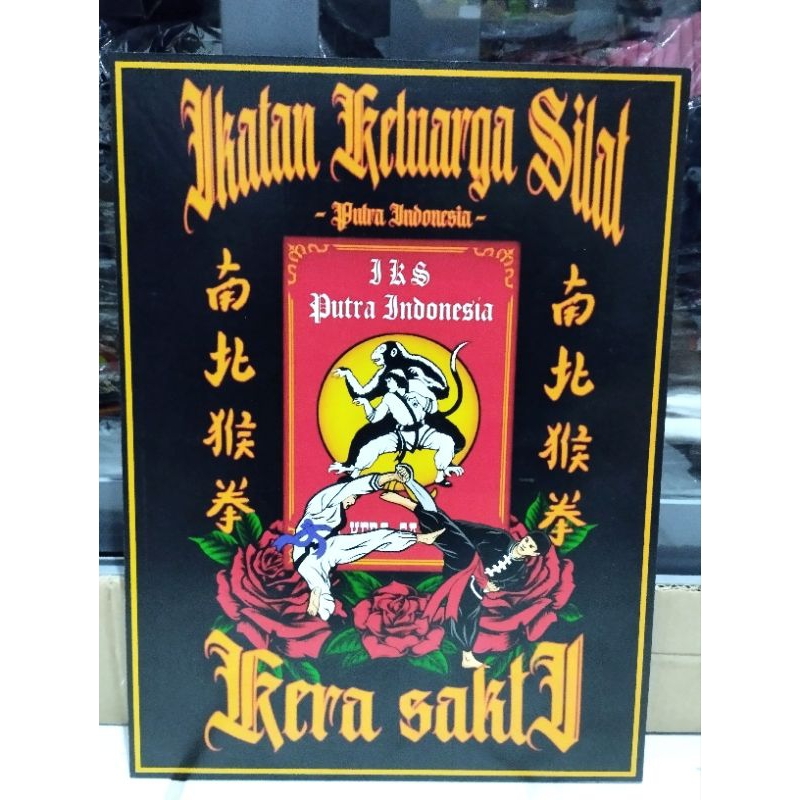 Ikatan Keluarga Silat
- Putra Indonesia -
IKS
Putra Indonesia
南北猴拳
南北猴拳
Kera saktI